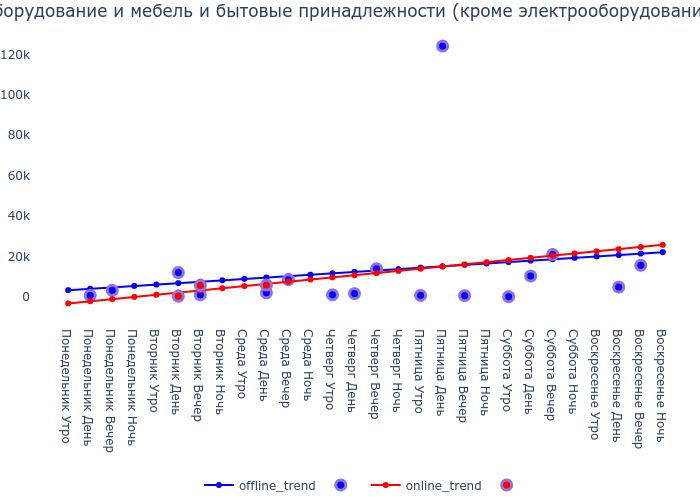 борудование и мебель и бытовые принадлежности (кроме электрооборудовани
120k
100k
80k
60k
40k
20k
0
Понедельник Утро
Понедельник День
Понедельник Вечер
Понедельник Ночь
Вторник Утро
Вторник День
Вторник Вечер
Вторник Ночь
Среда Утро
Среда День
Среда Вечер
Среда Ночь
Четверг Утро
Четверг День
Четверг Вечер
Четверг Ночь
Пятница Утро
Пятница День
Пятница Вечер
Пятница Ночь
Суббота Утро
Суббота День
Суббота Вечер
Суббота Ночь
Воскресенье Утро
Воскресенье День
Воскресенье Вечер
Воскресенье Ночь
offline_trend
online_trend